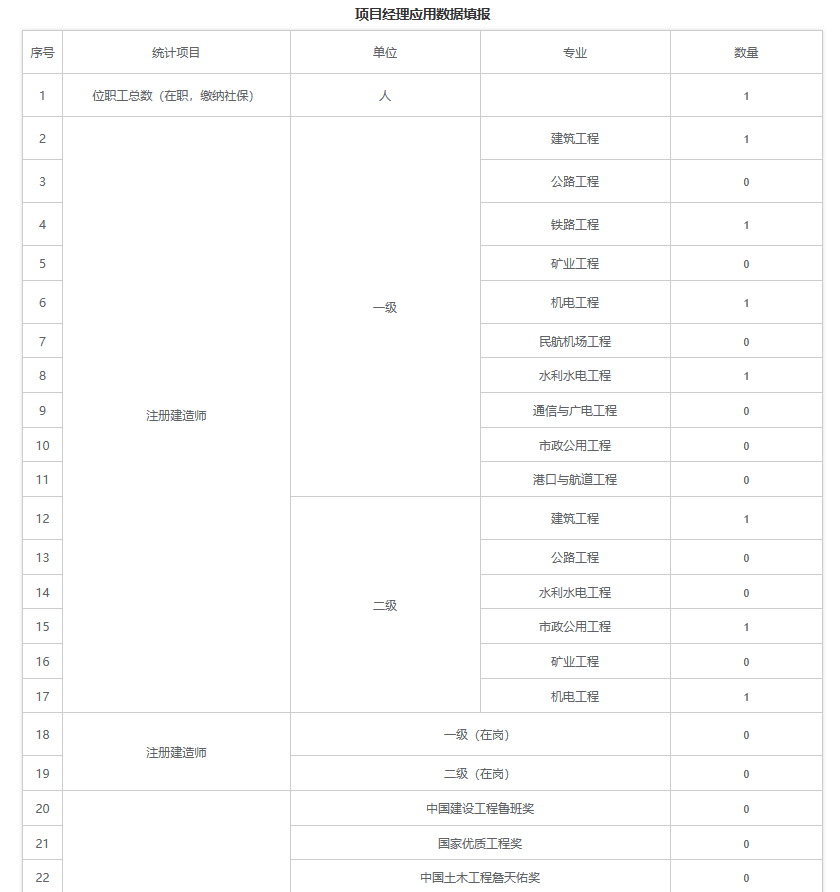 项目经理应用数据填报
序号 统计项目 单位 专业 数量
1 位职工总数（在职，缴纳社保） 人 1
2 建筑工程 1
3 公路工程 0
4 铁路工程 1
5 矿业工程 0
6 一级 机电工程 1
7 民航机场工程 0
8 水利水电工程 1
9 注册建造师 通信与广电工程 0
10 市政公用工程 0
11 港口与航道工程 0
12 建筑工程 1
13 公路工程 0
14 二级 水利水电工程 0
15 市政公用工程 1
16 矿业工程 0
17 机电工程 1
18 注册建造师 一级（在岗） 0
19 二级（在岗） 0
20 中国建设工程鲁班奖 0
21 国家优质工程奖 0
22 中国土木工程詹天佑奖 0